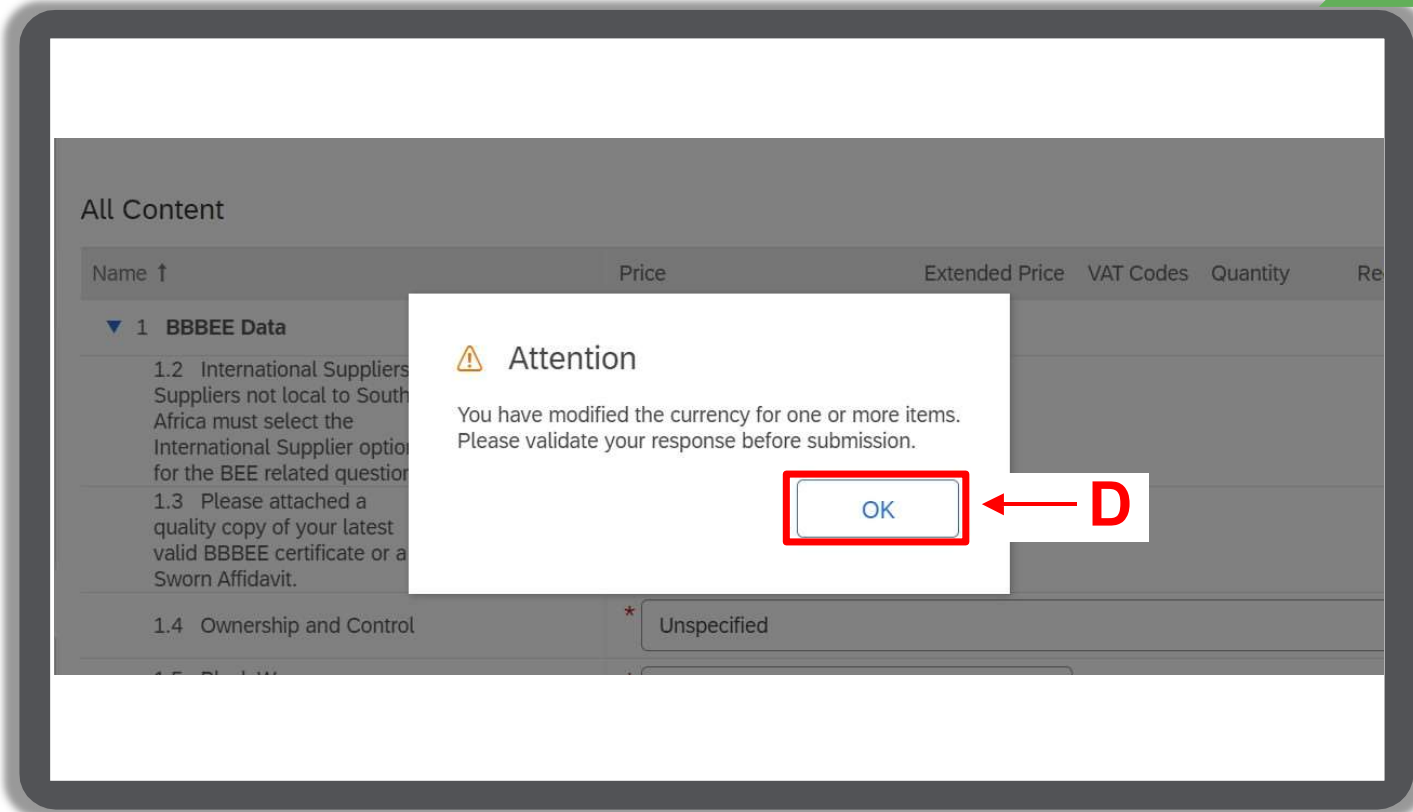 All Content
Name ↑ Price Extended Price VAT Codes Quantity Re
▼ 1 BBBEE Data
1.2 International Suppliers
Suppliers not local to South
Africa must select the
International Supplier optio
for the BEE related question
1.3 Please attached a
quality copy of your latest
valid BBBEE certificate or a
Sworn Affidavit.
Attention
You have modified the currency for one or more items.
Please validate your response before submission.
OK
D
1.4 Ownership and Control * Unspecified